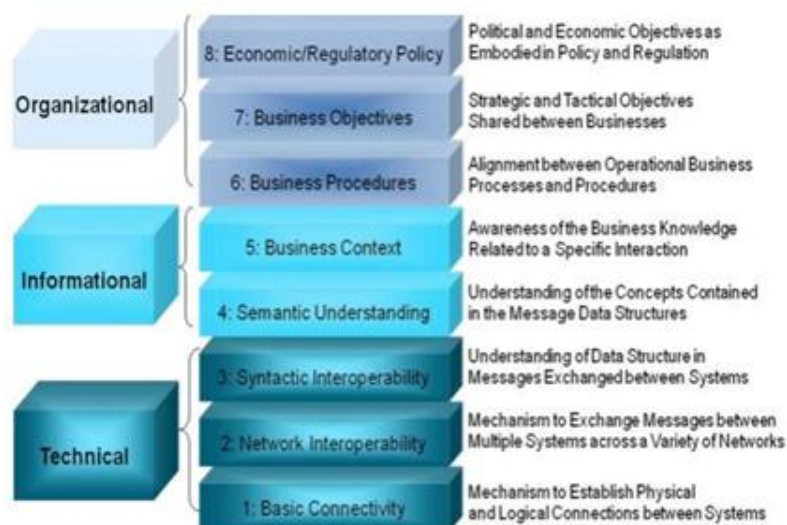 Organizational
8: Economic/Regulatory Policy
Political and Economic Objectives as
Embodied in Policy and Regulation
7: Business Objectives
Strategic and Tactical Objectives
Shared between Businesses
6: Business Procedures
Alignment between Operational Business
Processes and Procedures
Informational
5: Business Context
Awareness of the Business Knowledge
Related to a Specific Interaction
4: Semantic Understanding
Understanding of the Concepts Contained
in the Message Data Structures
Technical
3: Syntactic Interoperability
Understanding of Data Structure in
Messages Exchanged between Systems
2: Network Interoperability
Mechanism to Exchange Messages between
Multiple Systems across a Variety of Networks
1: Basic Connectivity
Mechanism to Establish Physical
and Logical Connections between Systems